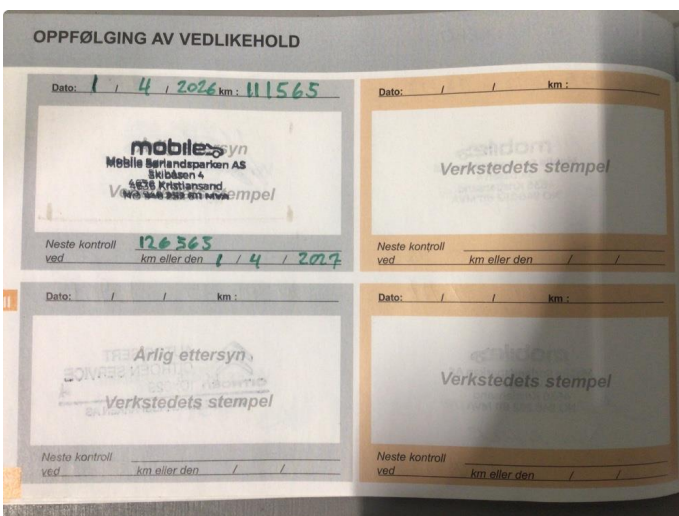 OPPFØLGING AV VEDLIKEHOLD
Dato: 1 / 4 / 2026 km : 111565
mobile
Årlig ettersyn
Mobile Sørlandsparken AS
Skibåsen 4
4636 Kristiansand
Verkstedets stempel
Neste kontroll 126565
ved km eller den 1 / 4 / 2027
Dato: / / km :
Verkstedets stempel
Neste kontroll
ved km eller den / /
Dato: / / km :
Årlig ettersyn
Verkstedets stempel
Neste kontroll
ved km eller den / /
Dato: / / km :
Verkstedets stempel
Neste kontroll
ved km eller den / /